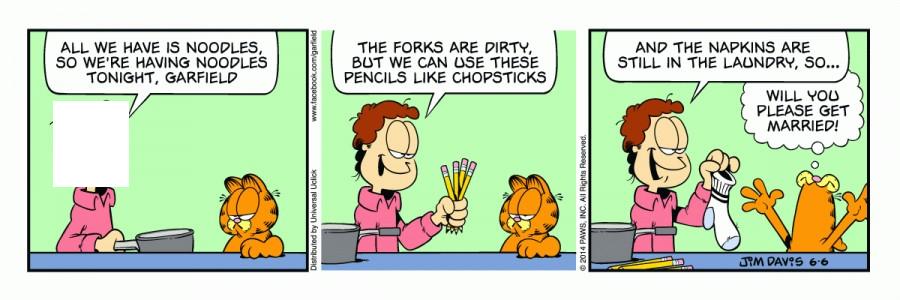 ALL WE HAVE IS NOODLES,
SO WE'RE HAVING NOODLES
TONIGHT, GARFIELD
www.facebook.com/garfield
Distributed by Universal Uclick
THE FORKS ARE DIRTY,
BUT WE CAN USE THESE
PENCILS LIKE CHOPSTICKS
© 2014 PAWS, INC. All Rights Reserved.
AND THE NAPKINS ARE
STILL IN THE LAUNDRY, SO...
WILL YOU
PLEASE GET
MARRIED!
JIM DAVIS 6-6